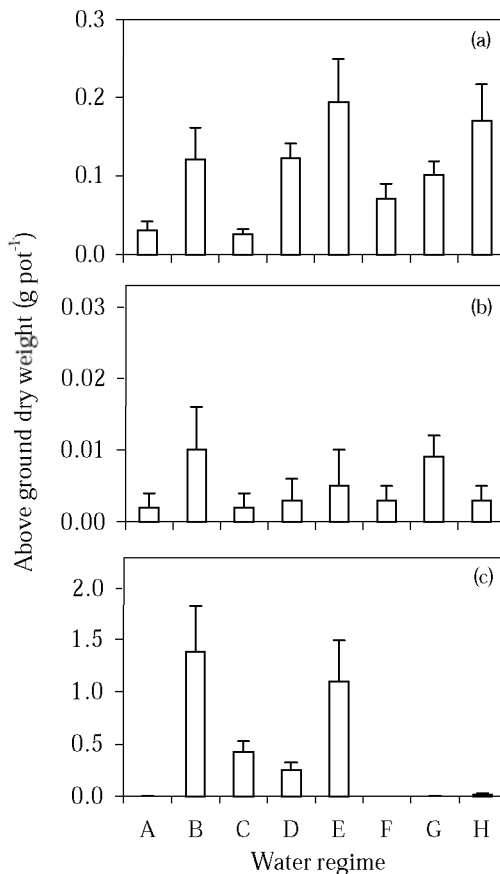 Above ground dry weight (g pot⁻¹)
(a)
0.3
0.2
0.1
0.0
(b)
0.03
0.02
0.01
0.00
(c)
2.0
1.5
1.0
0.5
0.0
A B C D E F G H
Water regime